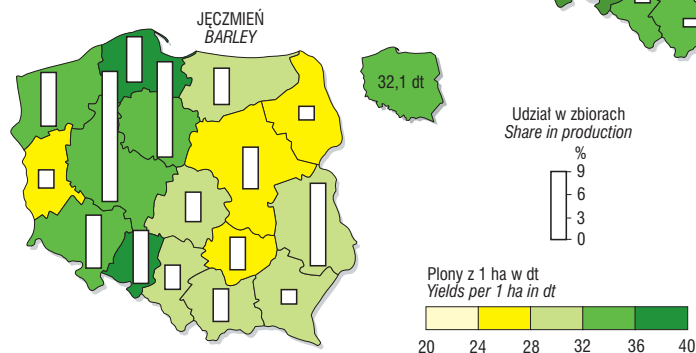 JĘCZMIEŃ
BARLEY
32,1 dt
Udział w zbiorach
Share in production
%
9
6
3
0
Plony z 1 ha w dt
Yields per 1 ha in dt
20 24 28 32 36 40